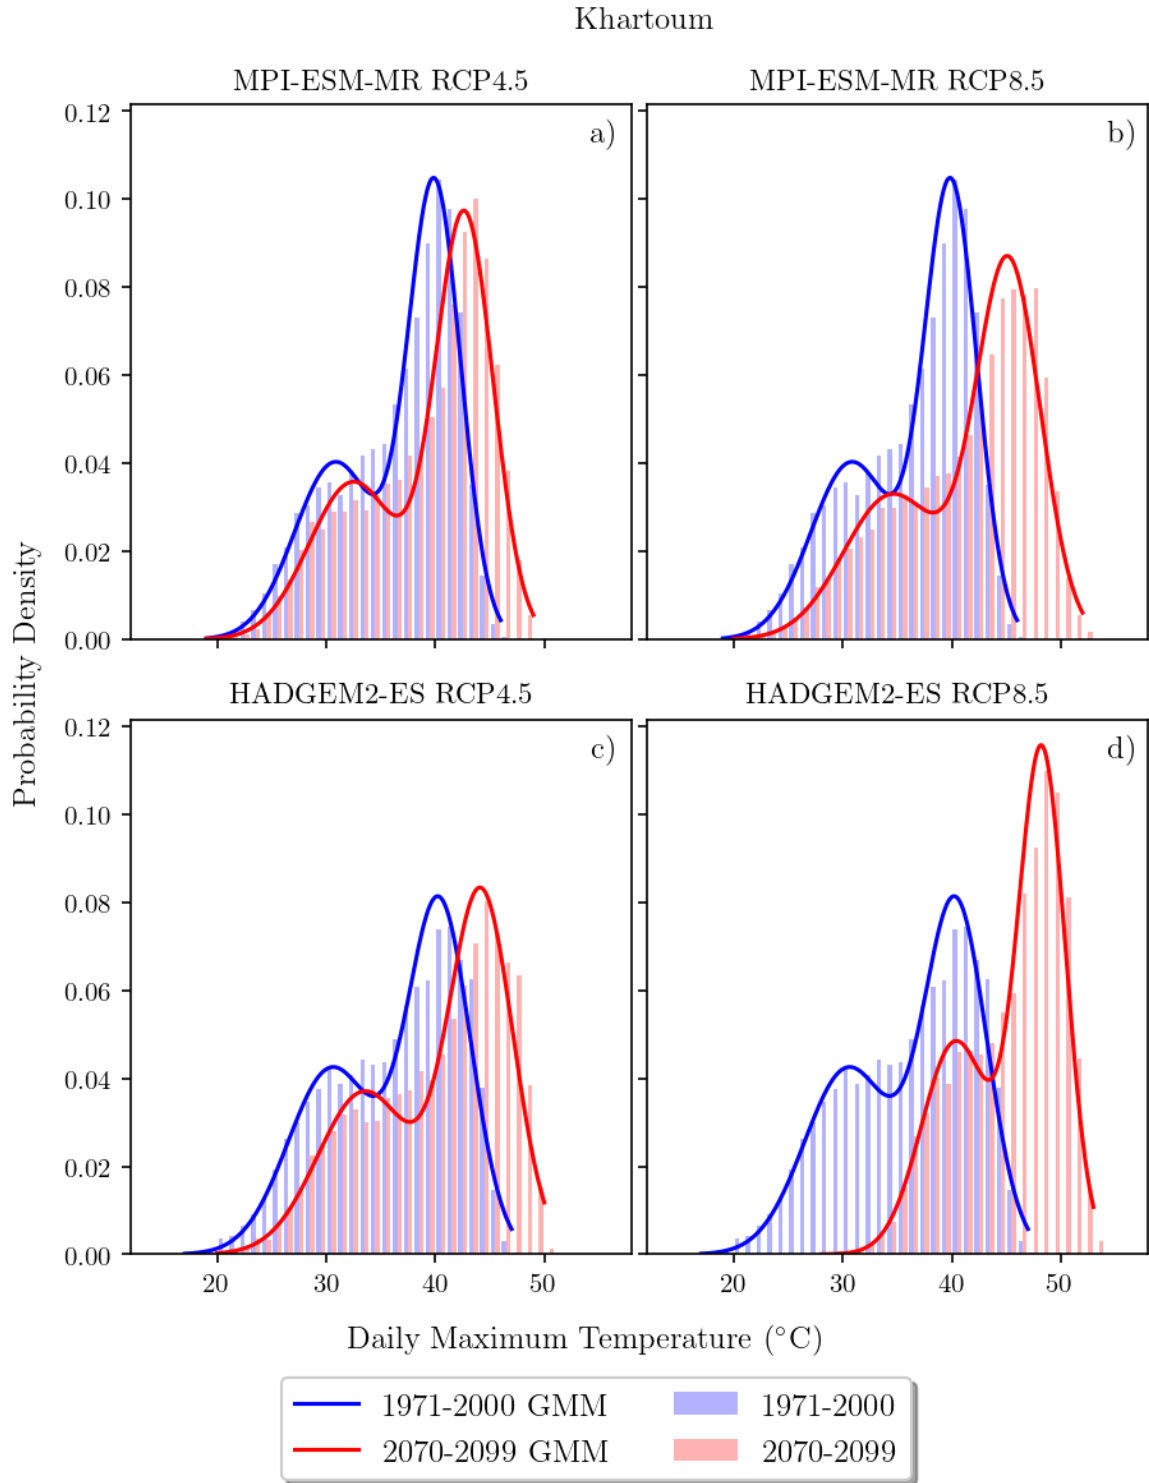 Khartoum
MPI-ESM-MR RCP4.5
MPI-ESM-MR RCP8.5
0.12
0.10
0.08
0.06
0.04
0.02
0.00
a)
b)
Probability Density
HADGEM2-ES RCP4.5
HADGEM2-ES RCP8.5
0.12
0.10
0.08
0.06
0.04
0.02
0.00
c)
d)
20 30 40 50
20 30 40 50
Daily Maximum Temperature (°C)
1971-2000 GMM
1971-2000
2070-2099 GMM
2070-2099